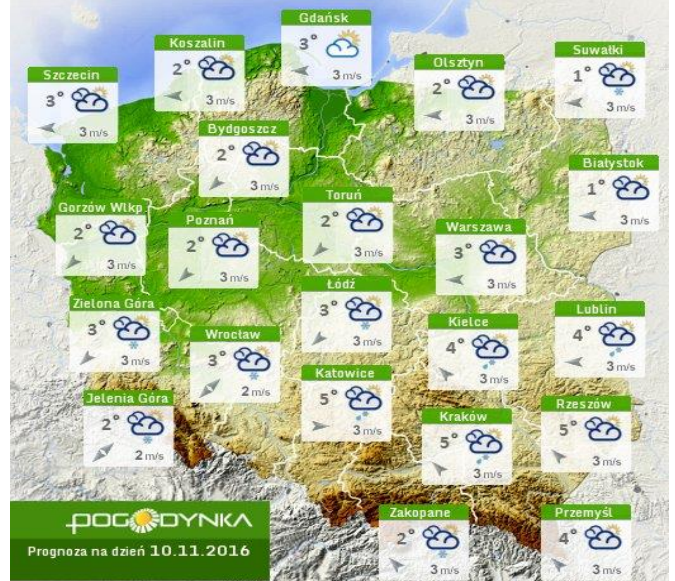 Gdańsk
3°
3 m/s
Koszalin
2°
3 m/s
Olsztyn
2°
3 m/s
Suwałki
1°
3 m/s
Szczecin
3°
3 m/s
Bydgoszcz
2°
3 m/s
Białystok
1°
3 m/s
Toruń
2°
3 m/s
Gorzów Wlkp
2°
3 m/s
Poznań
2°
3 m/s
Warszawa
3°
3 m/s
Łódź
3°
3 m/s
Zielona Góra
3°
3 m/s
Wrocław
3°
2 m/s
Kielce
4°
3 m/s
Lublin
4°
3 m/s
Katowice
5°
3 m/s
Jelenia Góra
2°
2 m/s
Kraków
5°
3 m/s
Rzeszów
5°
3 m/s
Zakopane
2°
3 m/s
Przemyśl
4°
3 m/s
POGODYNKA
Prognoza na dzień 10.11.2016